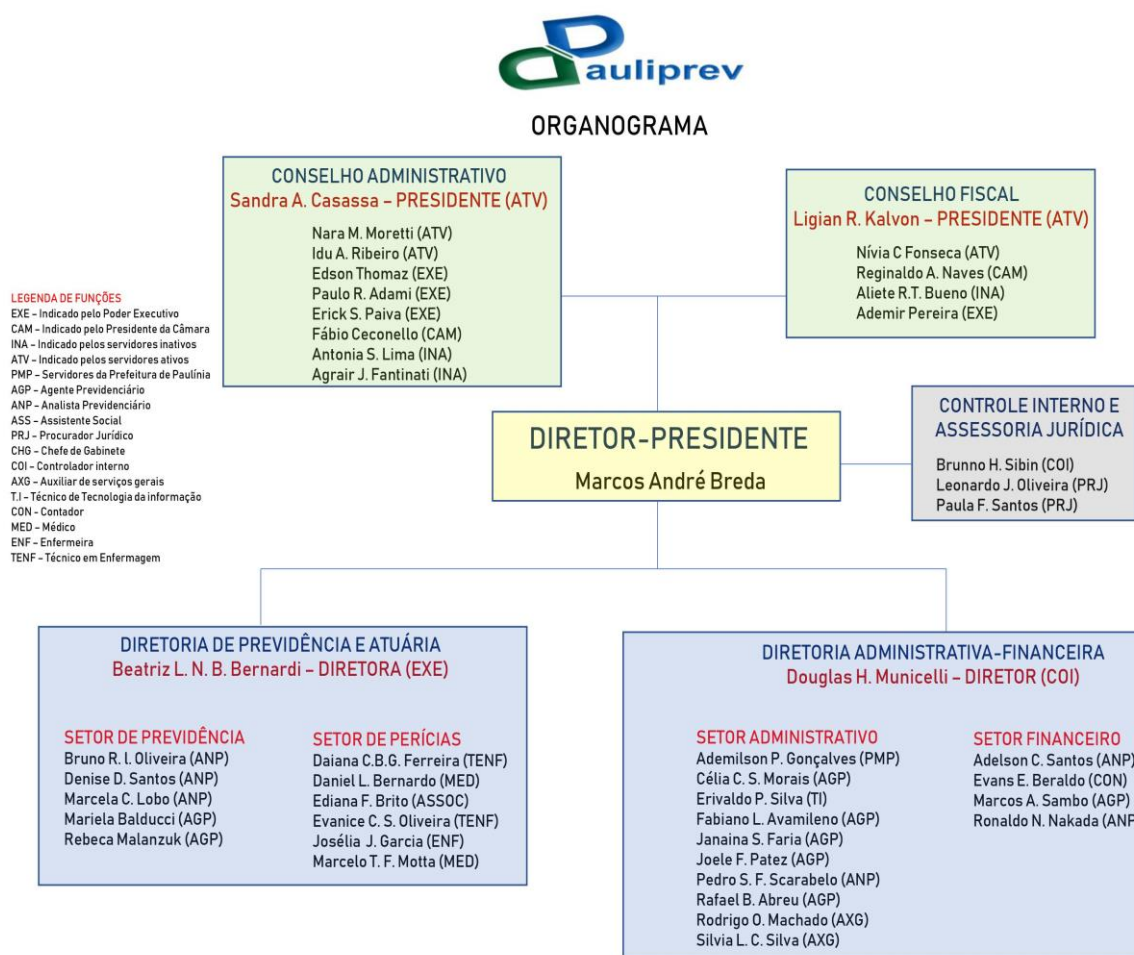 Pauliprev
ORGANOGRAMA
CONSELHO ADMINISTRATIVO
Sandra A. Casassa – PRESIDENTE (ATV)
Nara M. Moretti (ATV)
Idu A. Ribeiro (ATV)
Edson Thomaz (EXE)
Paulo R. Adami (EXE)
Erick S. Paiva (EXE)
Fábio Ceconello (CAM)
Antonia S. Lima (INA)
Agrair J. Fantinati (INA)
CONSELHO FISCAL
Ligian R. Kalvon – PRESIDENTE (ATV)
Nívia C Fonseca (ATV)
Reginaldo A. Naves (CAM)
Aliete R.T. Bueno (INA)
Ademir Pereira (EXE)
LEGENDA DE FUNÇÕES
EXE – Indicado pelo Poder Executivo
CAM – Indicado pelo Presidente da Câmara
INA – Indicado pelos servidores inativos
ATV – Indicado pelos servidores ativos
PMP – Servidores da Prefeitura de Paulínia
AGP – Agente Previdenciário
ANP – Analista Previdenciário
ASS – Assistente Social
PRJ – Procurador Jurídico
CHG – Chefe de Gabinete
COI – Controlador interno
AXG – Auxiliar de serviços gerais
T.I – Técnico de Tecnologia da informação
CON - Contador
MED – Médico
ENF – Enfermeira
TENF – Técnico em Enfermagem
DIRETOR-PRESIDENTE
Marcos André Breda
CONTROLE INTERNO E
ASSESSORIA JURÍDICA
Brunno H. Sibin (COI)
Leonardo J. Oliveira (PRJ)
Paula F. Santos (PRJ)
DIRETORIA DE PREVIDÊNCIA E ATUÁRIA
Beatriz L. N. B. Bernardi – DIRETORA (EXE)
SETOR DE PREVIDÊNCIA
Bruno R. l. Oliveira (ANP)
Denise D. Santos (ANP)
Marcela C. Lobo (ANP)
Mariela Balducci (AGP)
Rebeca Malanzuk (AGP)
SETOR DE PERÍCIAS
Daiana C.B.G. Ferreira (TENF)
Daniel L. Bernardo (MED)
Ediana F. Brito (ASSOC)
Evanice C. S. Oliveira (TENF)
Josélia J. Garcia (ENF)
Marcelo T. F. Motta (MED)
DIRETORIA ADMINISTRATIVA-FINANCEIRA
Douglas H. Municelli – DIRETOR (COI)
SETOR ADMINISTRATIVO
Ademilson P. Gonçalves (PMP)
Célia C. S. Morais (AGP)
Erivaldo P. Silva (TI)
Fabiano L. Avamileno (AGP)
Janaina S. Faria (AGP)
Joele F. Patez (AGP)
Pedro S. F. Scarabelo (ANP)
Rafael B. Abreu (AGP)
Rodrigo O. Machado (AXG)
Silvia L. C. Silva (AXG)
SETOR FINANCEIRO
Adelson C. Santos (ANP)
Evans E. Beraldo (CON)
Marcos A. Sambo (AGP)
Ronaldo N. Nakada (ANP